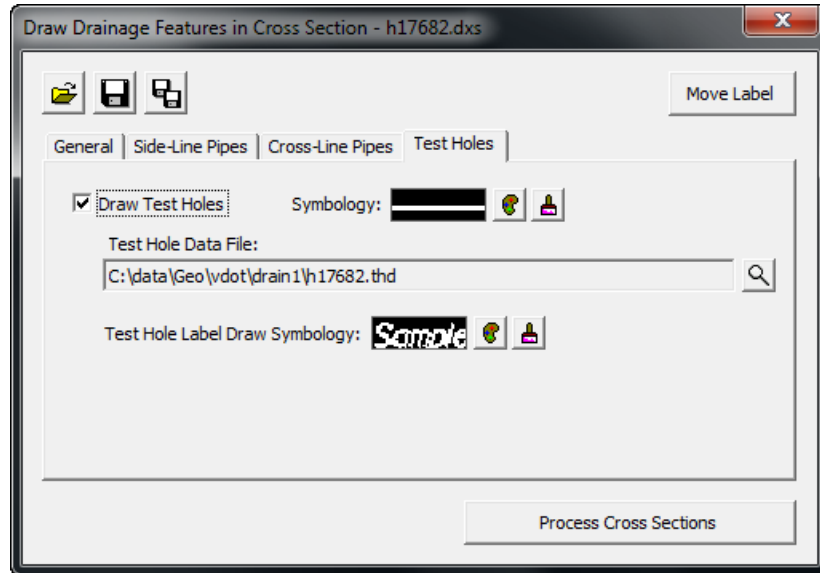 Draw Drainage Features in Cross Section - h17682.dxs
Move Label
General Side-Line Pipes Cross-Line Pipes Test Holes
Draw Test Holes Symbology:
Test Hole Data File:
C:\data\Geo\vdot\drain1\h17682.thd
Test Hole Label Draw Symbology: Sample
Process Cross Sections